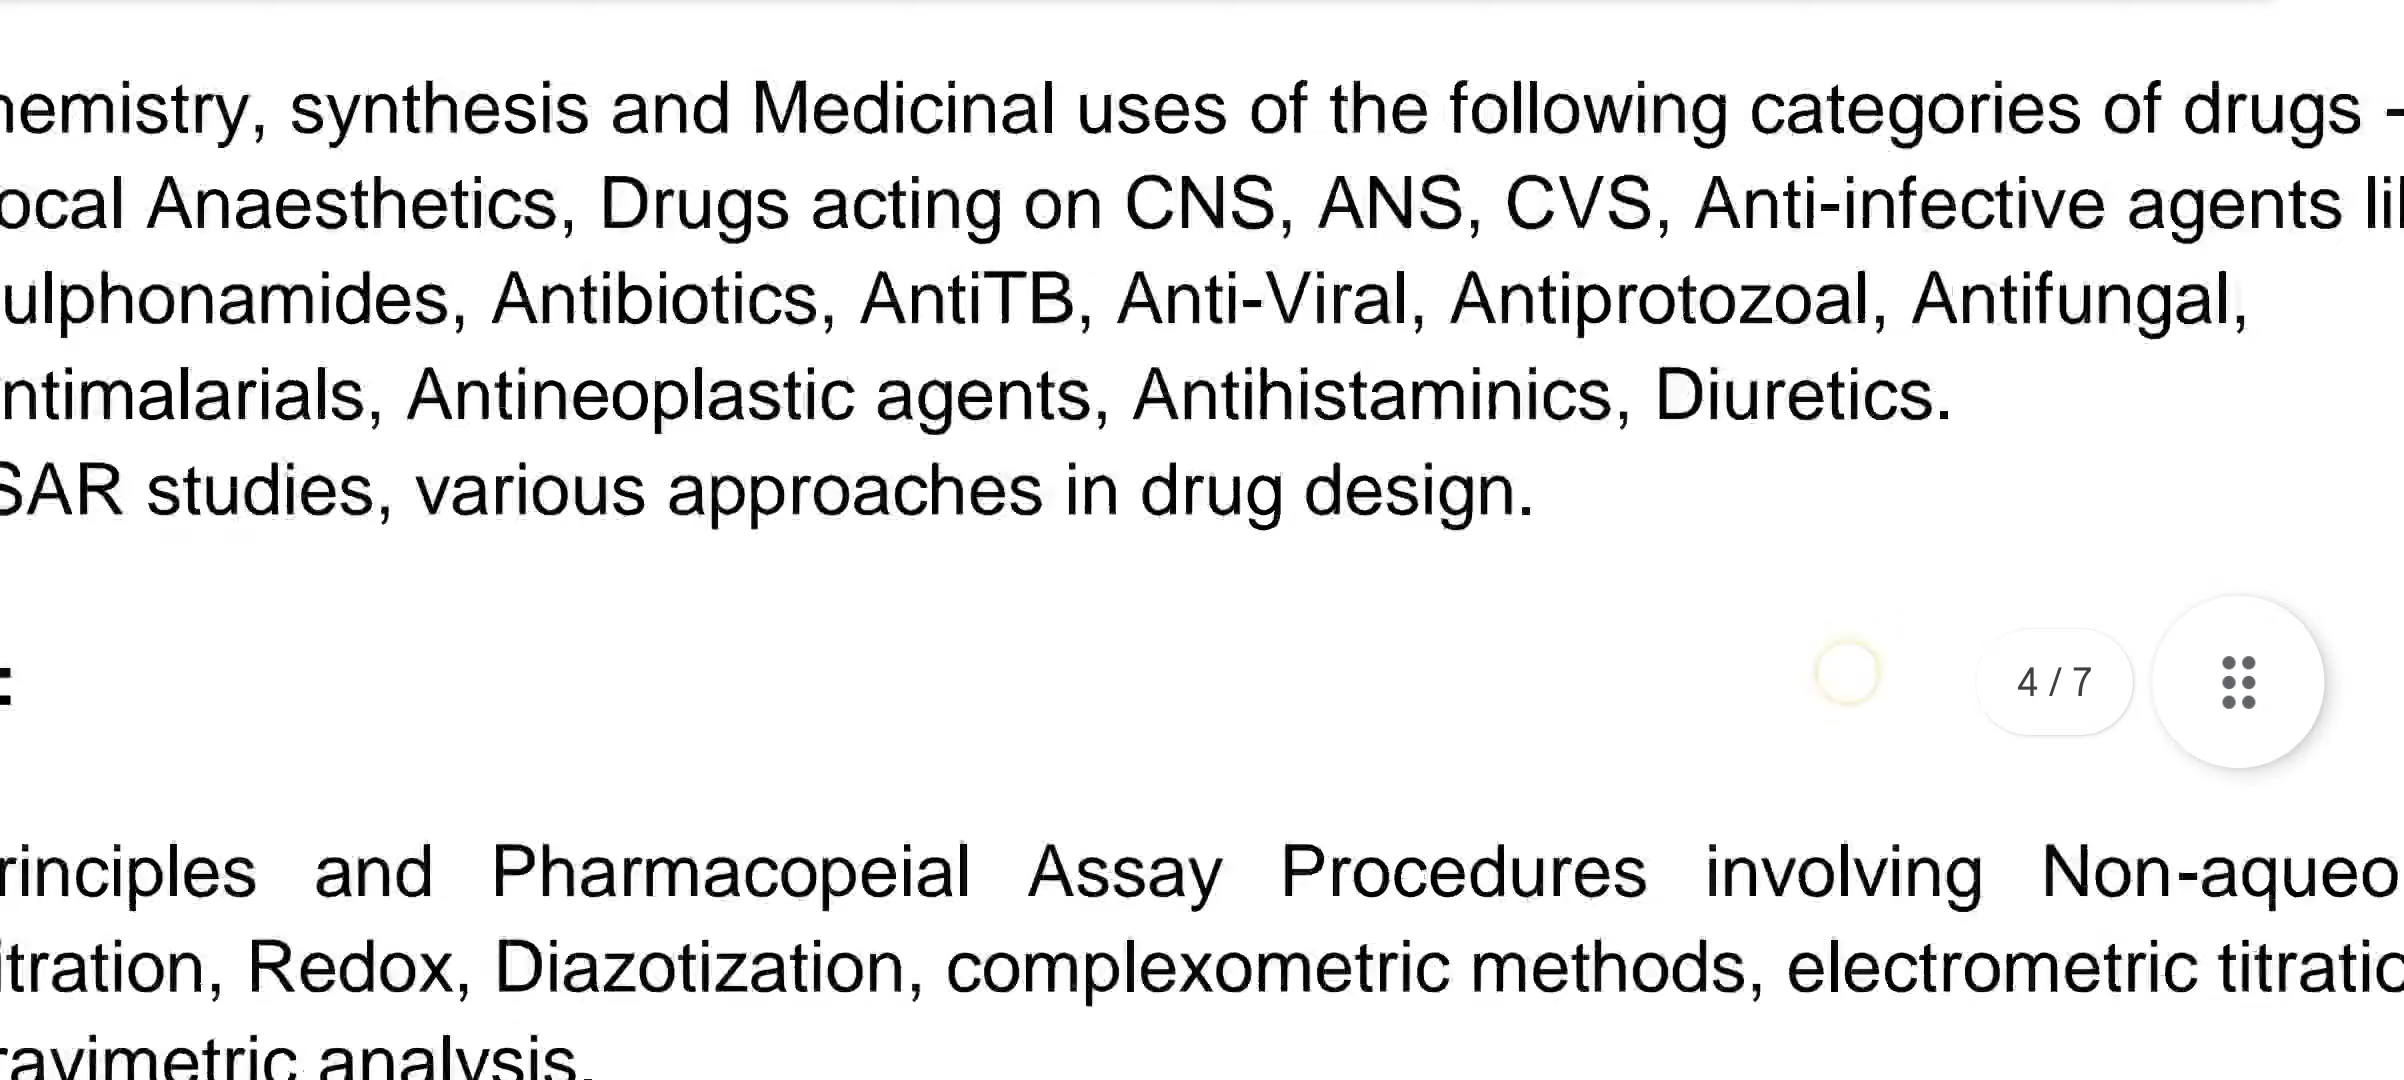 hemistry, synthesis and Medicinal uses of the following categories of drugs -
ocal Anaesthetics, Drugs acting on CNS, ANS, CVS, Anti-infective agents li
ulphonamides, Antibiotics, AntiTB, Anti-Viral, Antiprotozoal, Antifungal,
ntimalarials, Antineoplastic agents, Antihistaminics, Diuretics.
SAR studies, various approaches in drug design.
:
4 / 7
rinciples and Pharmacopeial Assay Procedures involving Non-aqueo
itration, Redox, Diazotization, complexometric methods, electrometric titratio
ravimetric analysis.